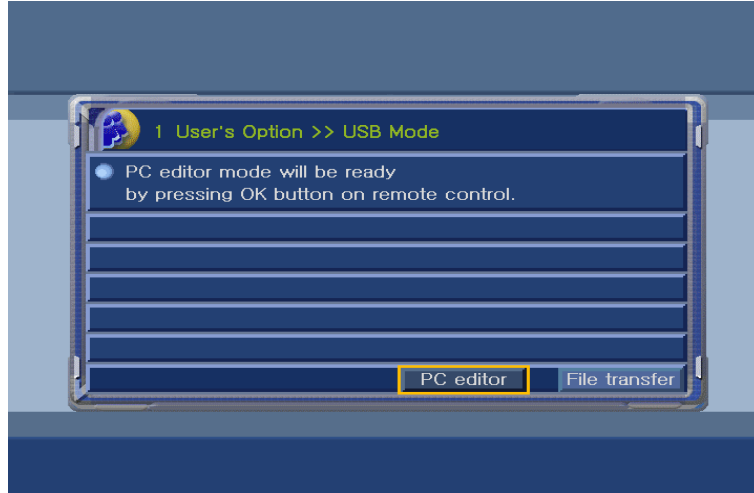 1 User's Option >> USB Mode
PC editor mode will be ready
by pressing OK button on remote control.
PC editor
File transfer